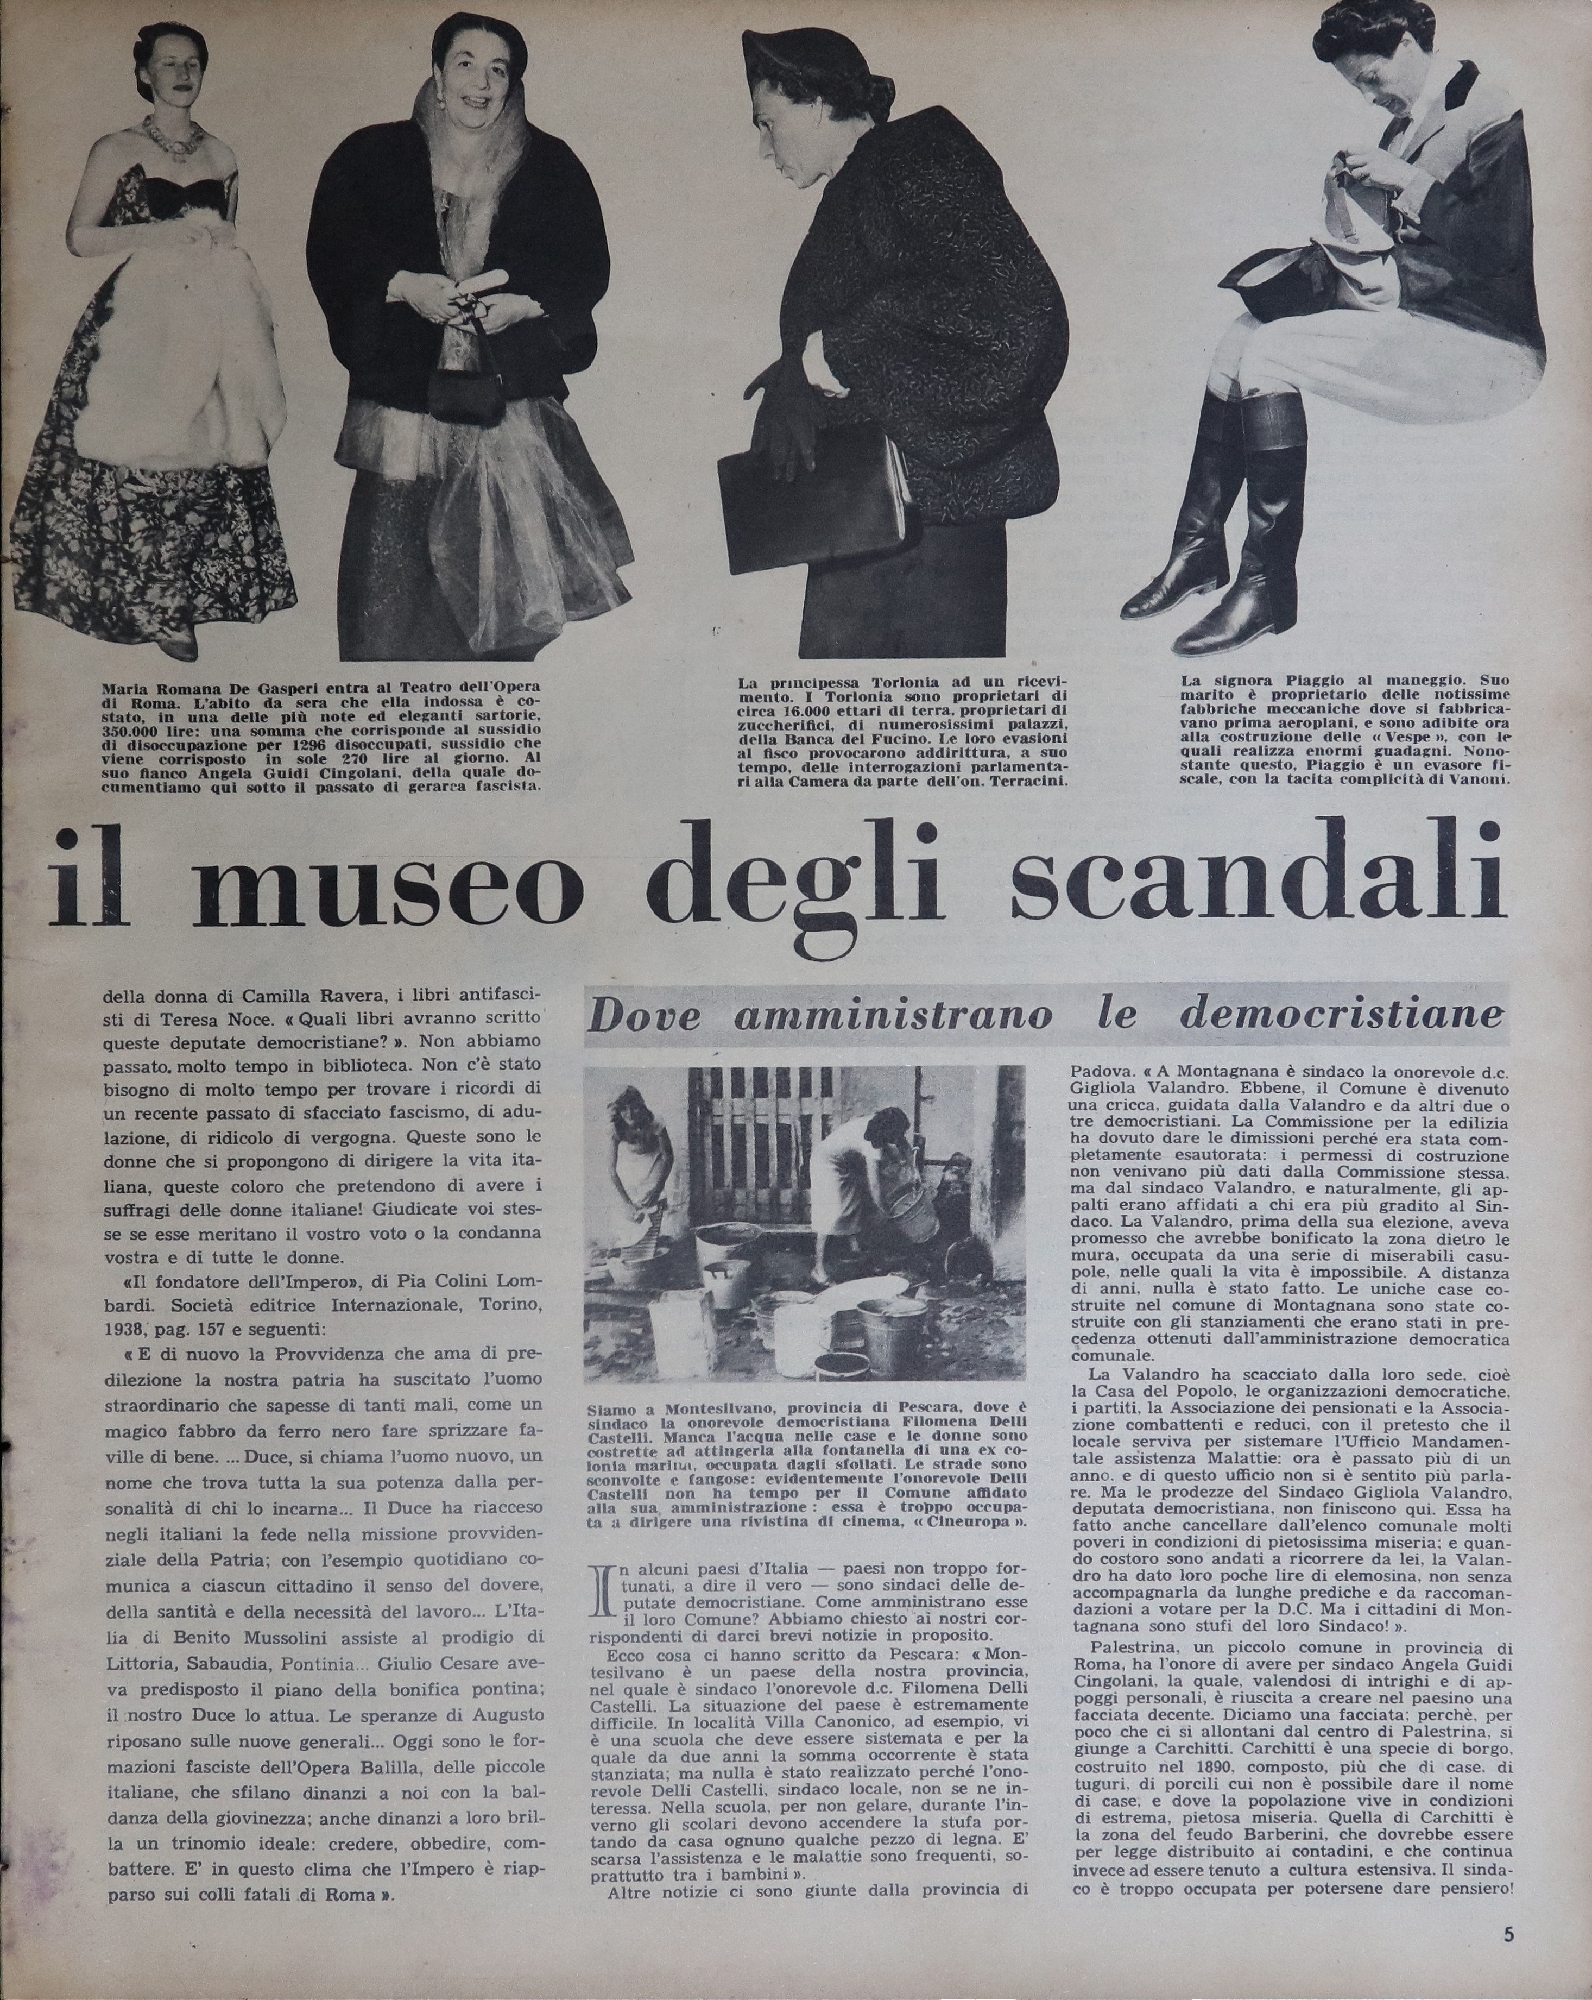 Maria Romana De Gasperi entra al Teatro dell'Opera
di Roma. L'abito da sera che ella indossa è co-
stato, in una delle più note ed eleganti sartorie,
350.000 lire: una somma che corrisponde al sussidio
di disoccupazione per 1296 disoccupati, sussidio che
viene corrisposto in sole 270 lire al giorno. Al
suo fianco Angela Guidi Cingolani, della quale do-
cumentiamo qui sotto il passato di gerarca fascista.
La principessa Torlonia ad un ricevi-
mento. I Torlonia sono proprietari di
circa 16.000 ettari di terra, proprietari di
zuccherifici, di numerosissimi palazzi,
della Banca del Fucino. Le loro evasioni
al fisco provocarono addirittura, a suo
tempo, delle interrogazioni parlamenta-
ri alla Camera da parte dell'on. Terracini.
La signora Piaggio al maneggio. Suo
marito è proprietario delle notissime
fabbriche meccaniche dove si fabbrica-
vano prima aeroplani, e sono adibite ora
alla costruzione delle « Vespe », con le
quali realizza enormi guadagni. Nono-
stante questo, Piaggio è un evasore fi-
scale, con la tacita complicità di Vanoni.
il museo degli scandali
della donna di Camilla Ravera, i libri antifasci-
sti di Teresa Noce. « Quali libri avranno scritto
queste deputate democristiane? ». Non abbiamo
passato molto tempo in biblioteca. Non c'è stato
bisogno di molto tempo per trovare i ricordi di
un recente passato di sfacciato fascismo, di adu-
lazione, di ridicolo di vergogna. Queste sono le
donne che si propongono di dirigere la vita ita-
liana, queste coloro che pretendono di avere i
suffragi delle donne italiane! Giudicate voi stes-
se se esse meritano il vostro voto o la condanna
vostra e di tutte le donne.
«Il fondatore dell'Impero», di Pia Colini Lom-
bardi. Società editrice Internazionale, Torino,
1938, pag. 157 e seguenti:
« E di nuovo la Provvidenza che ama di pre-
dilezione la nostra patria ha suscitato l'uomo
straordinario che sapesse di tanti mali, come un
magico fabbro da ferro nero fare sprizzare fa-
ville di bene. ... Duce, si chiama l'uomo nuovo, un
nome che trova tutta la sua potenza dalla per-
sonalità di chi lo incarna... Il Duce ha riacceso
negli italiani la fede nella missione provviden-
ziale della Patria; con l'esempio quotidiano co-
munica a ciascun cittadino il senso del dovere,
della santità e della necessità del lavoro... L'Ita-
lia di Benito Mussolini assiste al prodigio di
Littoria, Sabaudia, Pontinia... Giulio Cesare ave-
va predisposto il piano della bonifica pontina;
il nostro Duce lo attua. Le speranze di Augusto
riposano sulle nuove generali... Oggi sono le for-
mazioni fasciste dell'Opera Balilla, delle piccole
italiane, che sfilano dinanzi a noi con la bal-
danza della giovinezza; anche dinanzi a loro bril-
la un trinomio ideale: credere, obbedire, com-
battere. E' in questo clima che l'Impero è riap-
parso sui colli fatali di Roma ».
Dove amministrano le democristiane
Siamo a Montesilvano, provincia di Pescara, dove è
sindaco la onorevole democristiana Filomena Delli
Castelli. Manca l'acqua nelle case e le donne sono
costrette ad attingerla alla fontanella di una ex co-
lonia marina, occupata dagli sfollati. Le strade sono
sconvolte e fangose: evidentemente l'onorevole Delli
Castelli non ha tempo per il Comune affidato
alla sua amministrazione: essa è troppo occupa-
ta a dirigere una rivistina di cinema, « Cineuropa ».
In alcuni paesi d'Italia — paesi non troppo for-
tunati, a dire il vero — sono sindaci delle de-
putate democristiane. Come amministrano esse
il loro Comune? Abbiamo chiesto ai nostri cor-
rispondenti di darci brevi notizie in proposito.
Ecco cosa ci hanno scritto da Pescara: « Mon-
tesilvano è un paese della nostra provincia,
nel quale è sindaco l'onorevole d.c. Filomena Delli
Castelli. La situazione del paese è estremamente
difficile. In località Villa Canonico, ad esempio, vi
è una scuola che deve essere sistemata e per la
quale da due anni la somma occorrente è stata
stanziata; ma nulla è stato realizzato perché l'ono-
revole Delli Castelli, sindaco locale, non se ne in-
teressa. Nella scuola, per non gelare, durante l'in-
verno gli scolari devono accendere la stufa por-
tando da casa ognuno qualche pezzo di legna. E'
scarsa l'assistenza e le malattie sono frequenti, so-
prattutto tra i bambini ».
Altre notizie ci sono giunte dalla provincia di
Padova. « A Montagnana è sindaco la onorevole d.c.
Gigliola Valandro. Ebbene, il Comune è divenuto
una cricca, guidata dalla Valandro e da altri due o
tre democristiani. La Commissione per la edilizia
ha dovuto dare le dimissioni perché era stata com-
pletamente esautorata: i permessi di costruzione
non venivano più dati dalla Commissione stessa,
ma dal sindaco Valandro, e naturalmente, gli ap-
palti erano affidati a chi era più gradito al Sin-
daco. La Valandro, prima della sua elezione, aveva
promesso che avrebbe bonificato la zona dietro le
mura, occupata da una serie di miserabili casu-
pole, nelle quali la vita è impossibile. A distanza
di anni, nulla è stato fatto. Le uniche case co-
struite nel comune di Montagnana sono state co-
struite con gli stanziamenti che erano stati in pre-
cedenza ottenuti dall'amministrazione democratica
comunale.
La Valandro ha scacciato dalla loro sede, cioè
la Casa del Popolo, le organizzazioni democratiche,
i partiti, la Associazione dei pensionati e la Associa-
zione combattenti e reduci, con il pretesto che il
locale serviva per sistemare l'Ufficio Mandamen-
tale assistenza Malattie: ora è passato più di un
anno, e di questo ufficio non si è sentito più parla-
re. Ma le prodezze del Sindaco Gigliola Valandro,
deputata democristiana, non finiscono qui. Essa ha
fatto anche cancellare dall'elenco comunale molti
poveri in condizioni di pietosissima miseria; e quan-
do costoro sono andati a ricorrere da lei, la Valan-
dro ha dato loro poche lire di elemosina, non senza
accompagnarla da lunghe prediche e da raccoman-
dazioni a votare per la D.C. Ma i cittadini di Mon-
tagnana sono stufi del loro Sindaco! ».
Palestrina, un piccolo comune in provincia di
Roma, ha l'onore di avere per sindaco Angela Guidi
Cingolani, la quale, valendosi di intrighi e di ap-
poggi personali, è riuscita a creare nel paesino una
facciata decente. Diciamo una facciata; perchè, per
poco che ci si allontani dal centro di Palestrina, si
giunge a Carchitti. Carchitti è una specie di borgo,
costruito nel 1890, composto, più che di case, di
tuguri, di porcili cui non è possibile dare il nome
di case, e dove la popolazione vive in condizioni
di estrema, pietosa miseria. Quella di Carchitti è
la zona del feudo Barberini, che dovrebbe essere
per legge distribuito ai contadini, e che continua
invece ad essere tenuto a cultura estensiva. Il sinda-
co è troppo occupata per potersene dare pensiero!
5